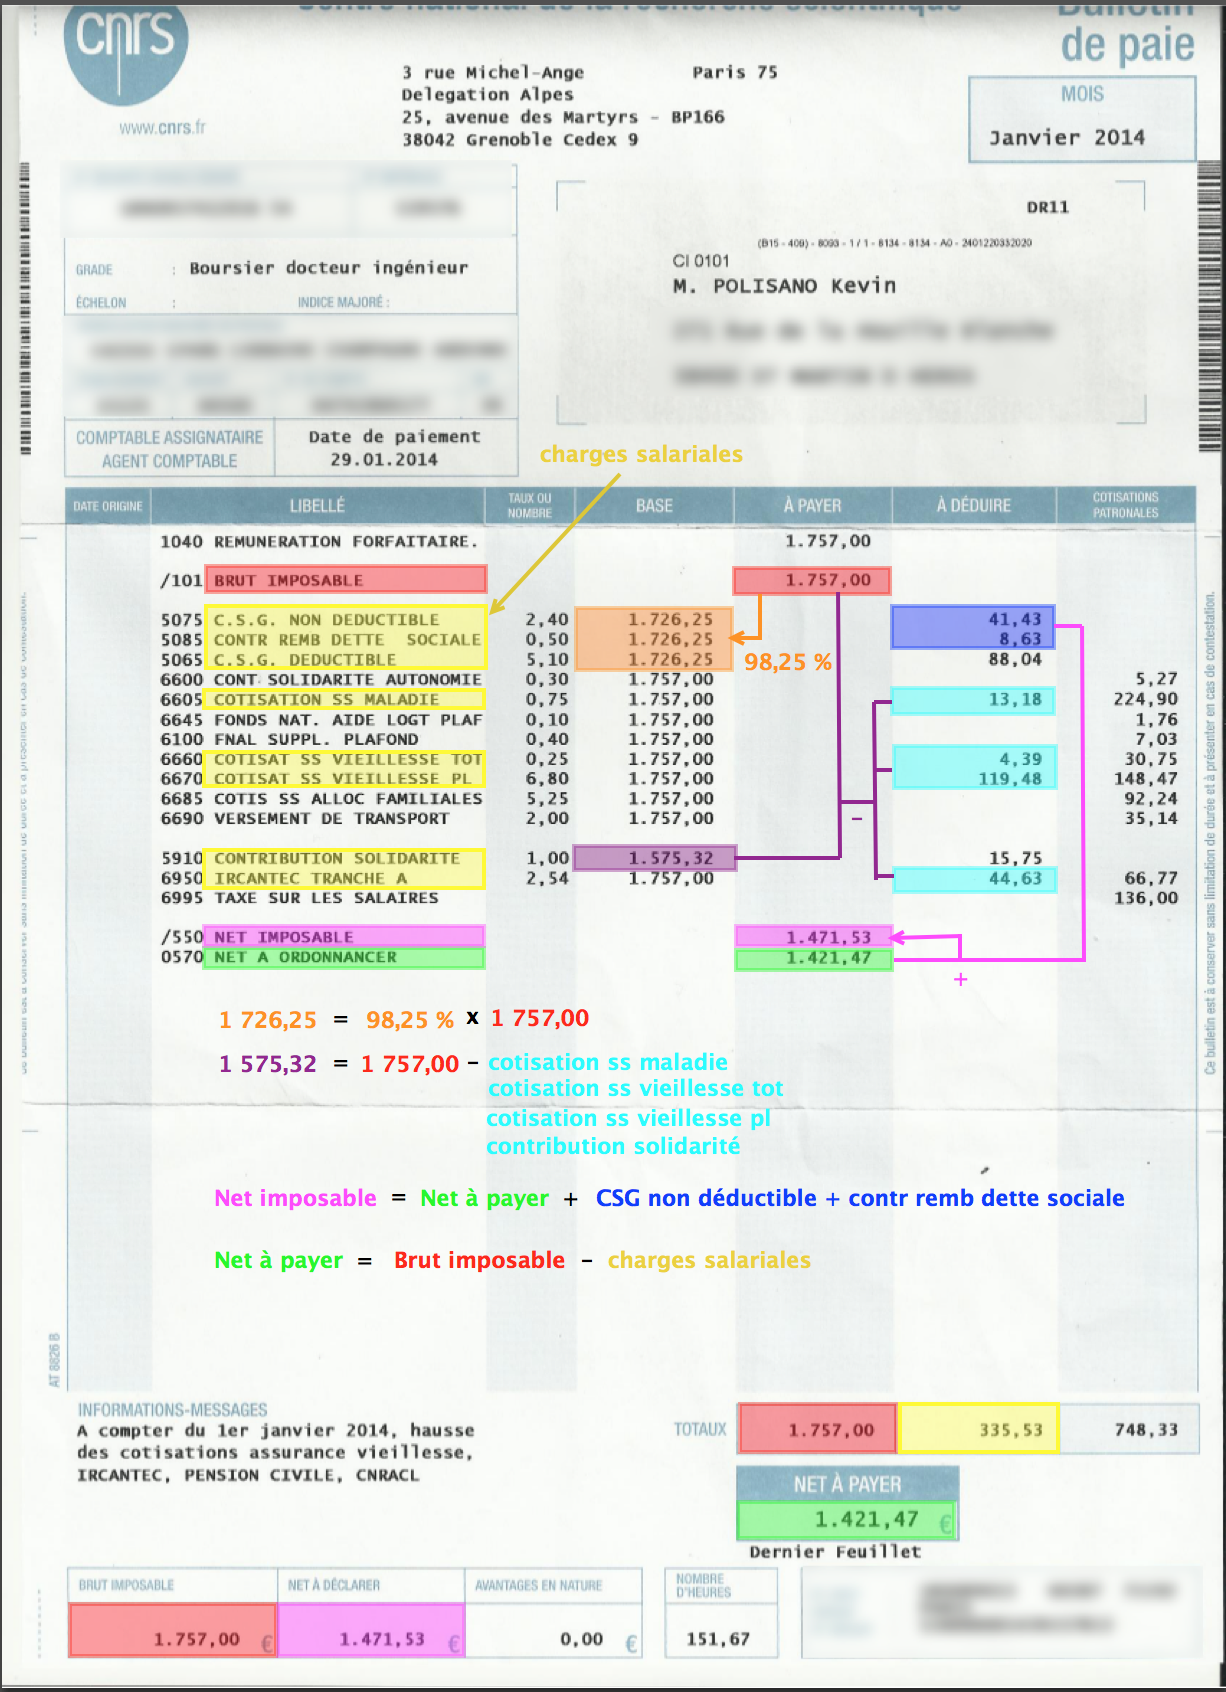 Centre national de la recherche scientifique
Bulletin
de paie
cnrs
www.cnrs.fr
3 rue Michel-Ange Paris 75
Delegation Alpes
25, avenue des Martyrs - BP166
38042 Grenoble Cedex 9
MOIS
Janvier 2014
DR11
(B15 - 409) - 8093 - 1 / 1 - 8134 - 8134 - A0 - 2401220332020
CI 0101
M. POLISANO Kevin
GRADE : Boursier docteur ingénieur
ÉCHELON : INDICE MAJORÉ :
COMPTABLE ASSIGNATAIRE
AGENT COMPTABLE
Date de paiement
29.01.2014
charges salariales
DATE ORIGINE LIBELLÉ TAUX OU NOMBRE BASE À PAYER À DÉDUIRE COTISATIONS PATRONALES
1040 REMUNERATION FORFAITAIRE. 1.757,00
/101 BRUT IMPOSABLE 1.757,00
5075 C.S.G. NON DEDUCTIBLE 2,40 1.726,25 41,43
5085 CONTR REMB DETTE SOCIALE 0,50 1.726,25 8,63
5065 C.S.G. DEDUCTIBLE 5,10 1.726,25 98,25 % 88,04
6600 CONT SOLIDARITE AUTONOMIE 0,30 1.757,00 5,27
6605 COTISATION SS MALADIE 0,75 1.757,00 13,18 224,90
6645 FONDS NAT. AIDE LOGT PLAF 0,10 1.757,00 1,76
6100 FNAL SUPPL. PLAFOND 0,40 1.757,00 7,03
6660 COTISAT SS VIEILLESSE TOT 0,25 1.757,00 4,39 30,75
6670 COTISAT SS VIEILLESSE PL 6,80 1.757,00 119,48 148,47
6685 COTIS SS ALLOC FAMILIALES 5,25 1.757,00 92,24
6690 VERSEMENT DE TRANSPORT 2,00 1.757,00 - 35,14
5910 CONTRIBUTION SOLIDARITE 1,00 1.575,32 15,75
6950 IRCANTEC TRANCHE A 2,54 1.757,00 44,63 66,77
6995 TAXE SUR LES SALAIRES 136,00
/550 NET IMPOSABLE 1.471,53
0570 NET A ORDONNANCER 1.421,47
+
1 726,25 = 98,25 % x 1 757,00
1 575,32 = 1 757,00 - cotisation ss maladie
cotisation ss vieillesse tot
cotisation ss vieillesse pl
contribution solidarité
Net imposable = Net à payer + CSG non déductible + contr remb dette sociale
Net à payer = Brut imposable - charges salariales
Ce bulletin est à conserver sans limitation de durée et à présenter en cas de contestation.
AT 8826 B
INFORMATIONS-MESSAGES
A compter du 1er janvier 2014, hausse
des cotisations assurance vieillesse,
IRCANTEC, PENSION CIVILE, CNRACL
TOTAUX 1.757,00 335,53 748,33
NET À PAYER
1.421,47 €
Dernier Feuillet
BRUT IMPOSABLE NET À DÉCLARER AVANTAGES EN NATURE NOMBRE D'HEURES
1.757,00 € 1.471,53 € 0,00 € 151,67